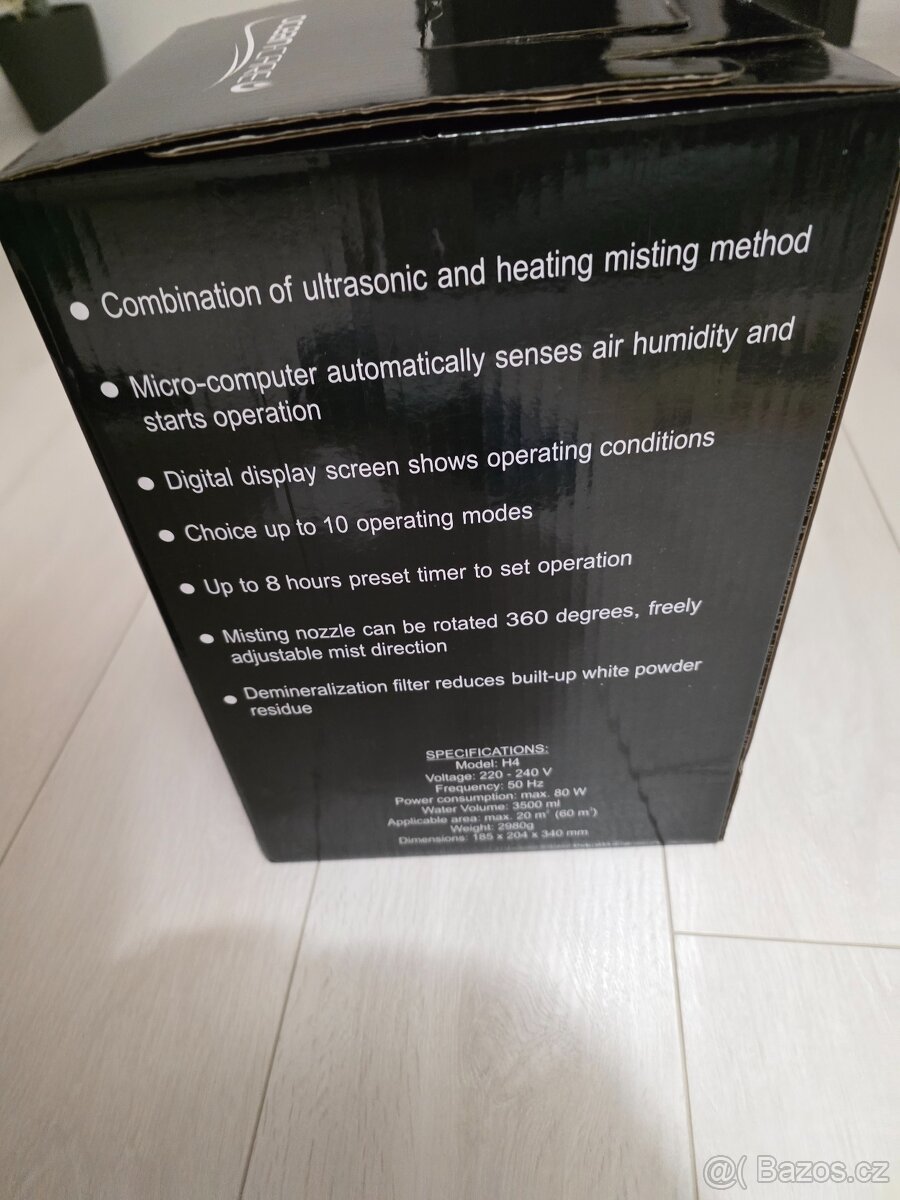 ● Combination of ultrasonic and heating misting method
● Micro-computer automatically senses air humidity and
starts operation
● Digital display screen shows operating conditions
● Choice up to 10 operating modes
● Up to 8 hours preset timer to set operation
● Misting nozzle can be rotated 360 degrees, freely
adjustable mist direction
● Demineralization filter reduces built-up white powder
residue
SPECIFICATIONS:
Model: H4
Voltage: 220 - 240 V
Frequency: 50 Hz
Power consumption: max. 80 W
Water Volume: 3500 ml
Applicable area: max. 20 m² (60 m³)
Weight: 2980g
Dimensions: 185 x 204 x 340 mm
@( Bazos.cz